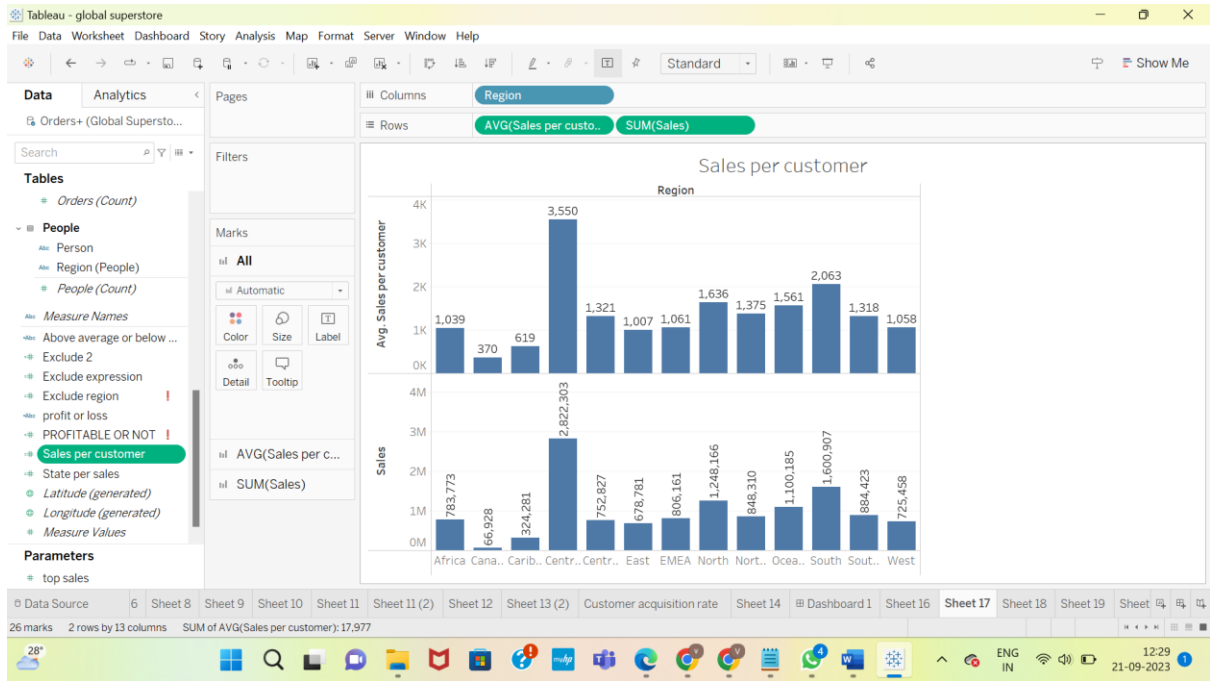 Tableau - global superstore
File Data Worksheet Dashboard Story Analysis Map Format Server Window Help
Standard
Show Me
Data Analytics
Orders+ (Global Supersto...
Search
Tables
Orders (Count)
People
Abc Person
Abc Region (People)
# People (Count)
Abc Measure Names
Above average or below ...
Exclude 2
Exclude expression
Exclude region !
profit or loss
PROFITABLE OR NOT !
Sales per customer
State per sales
Latitude (generated)
Longitude (generated)
# Measure Values
Parameters
# top sales
Pages
Filters
Marks
All
Automatic
Color Size Label
Detail Tooltip
AVG(Sales per c...
SUM(Sales)
Columns Region
Rows AVG(Sales per custo.. SUM(Sales)
Sales per customer
Region
Avg. Sales per customer
4K
3K
2K
1K
0K
1,039 370 619 3,550 1,321 1,007 1,061 1,636 1,375 1,561 2,063 1,318 1,058
Sales
4M
3M
2M
1M
0M
783,773 66,928 324,281 2,822,303 752,827 678,781 806,161 1,248,166 848,310 1,100,185 1,600,907 884,423 725,458
Africa Cana.. Carib.. Centr.. Centr.. East EMEA North Nort.. Ocea.. South Sout.. West
Data Source 6 Sheet 8 Sheet 9 Sheet 10 Sheet 11 Sheet 11 (2) Sheet 12 Sheet 13 (2) Customer acquisition rate Sheet 14 Dashboard 1 Sheet 16 Sheet 17 Sheet 18 Sheet 19 Sheet
26 marks 2 rows by 13 columns SUM of AVG(Sales per customer): 17,977
28°
myhp
4
ENG
IN
12:29
21-09-2023
1